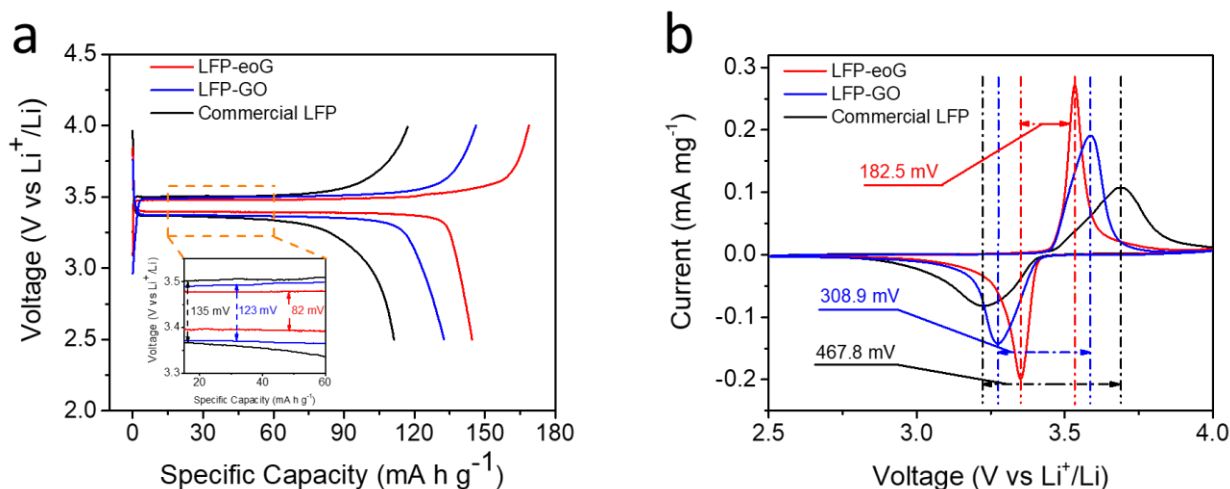 a
4.5
4.0
3.5
3.0
2.5
2.0
Voltage (V vs Li⁺/Li)
LFP-eoG
LFP-GO
Commercial LFP
3.5
3.4
3.3
Voltage (V vs Li⁺/Li)
135 mV
123 mV
82 mV
20
40
60
Specific Capacity (mA h g⁻¹)
0
30
60
90
120
150
180
Specific Capacity (mA h g⁻¹)
b
0.3
0.2
0.1
0.0
-0.1
-0.2
Current (mA mg⁻¹)
LFP-eoG
LFP-GO
Commercial LFP
182.5 mV
308.9 mV
467.8 mV
2.5
3.0
3.5
4.0
Voltage (V vs Li⁺/Li)